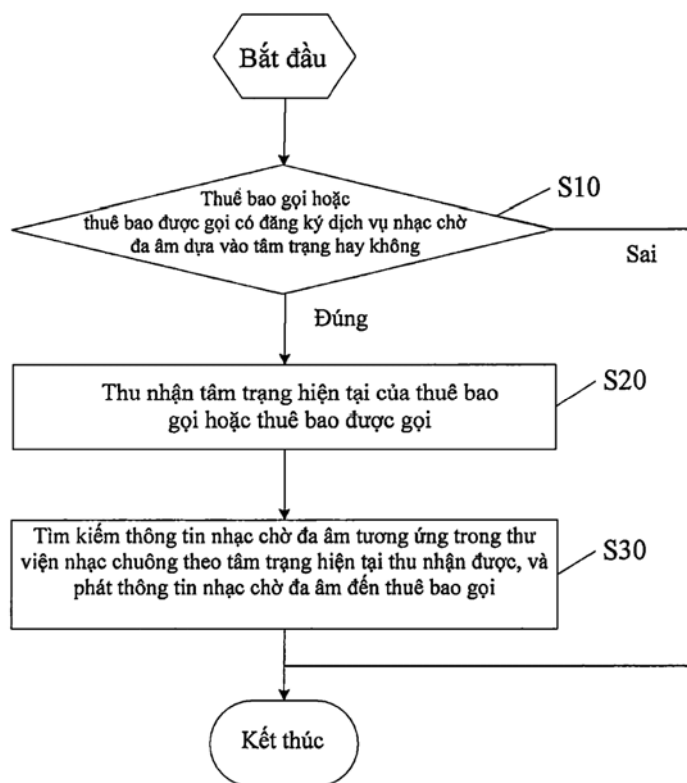 Bắt đầu
Thuê bao gọi hoặc
thuê bao được gọi có đăng ký dịch vụ nhạc chờ
đa âm dựa vào tâm trạng hay không
S10
Sai
Đúng
Thu nhận tâm trạng hiện tại của thuê bao
gọi hoặc thuê bao được gọi
S20
Tìm kiếm thông tin nhạc chờ đa âm tương ứng trong thư
viện nhạc chuông theo tâm trạng hiện tại thu nhận được, và
phát thông tin nhạc chờ đa âm đến thuê bao gọi
S30
Kết thúc